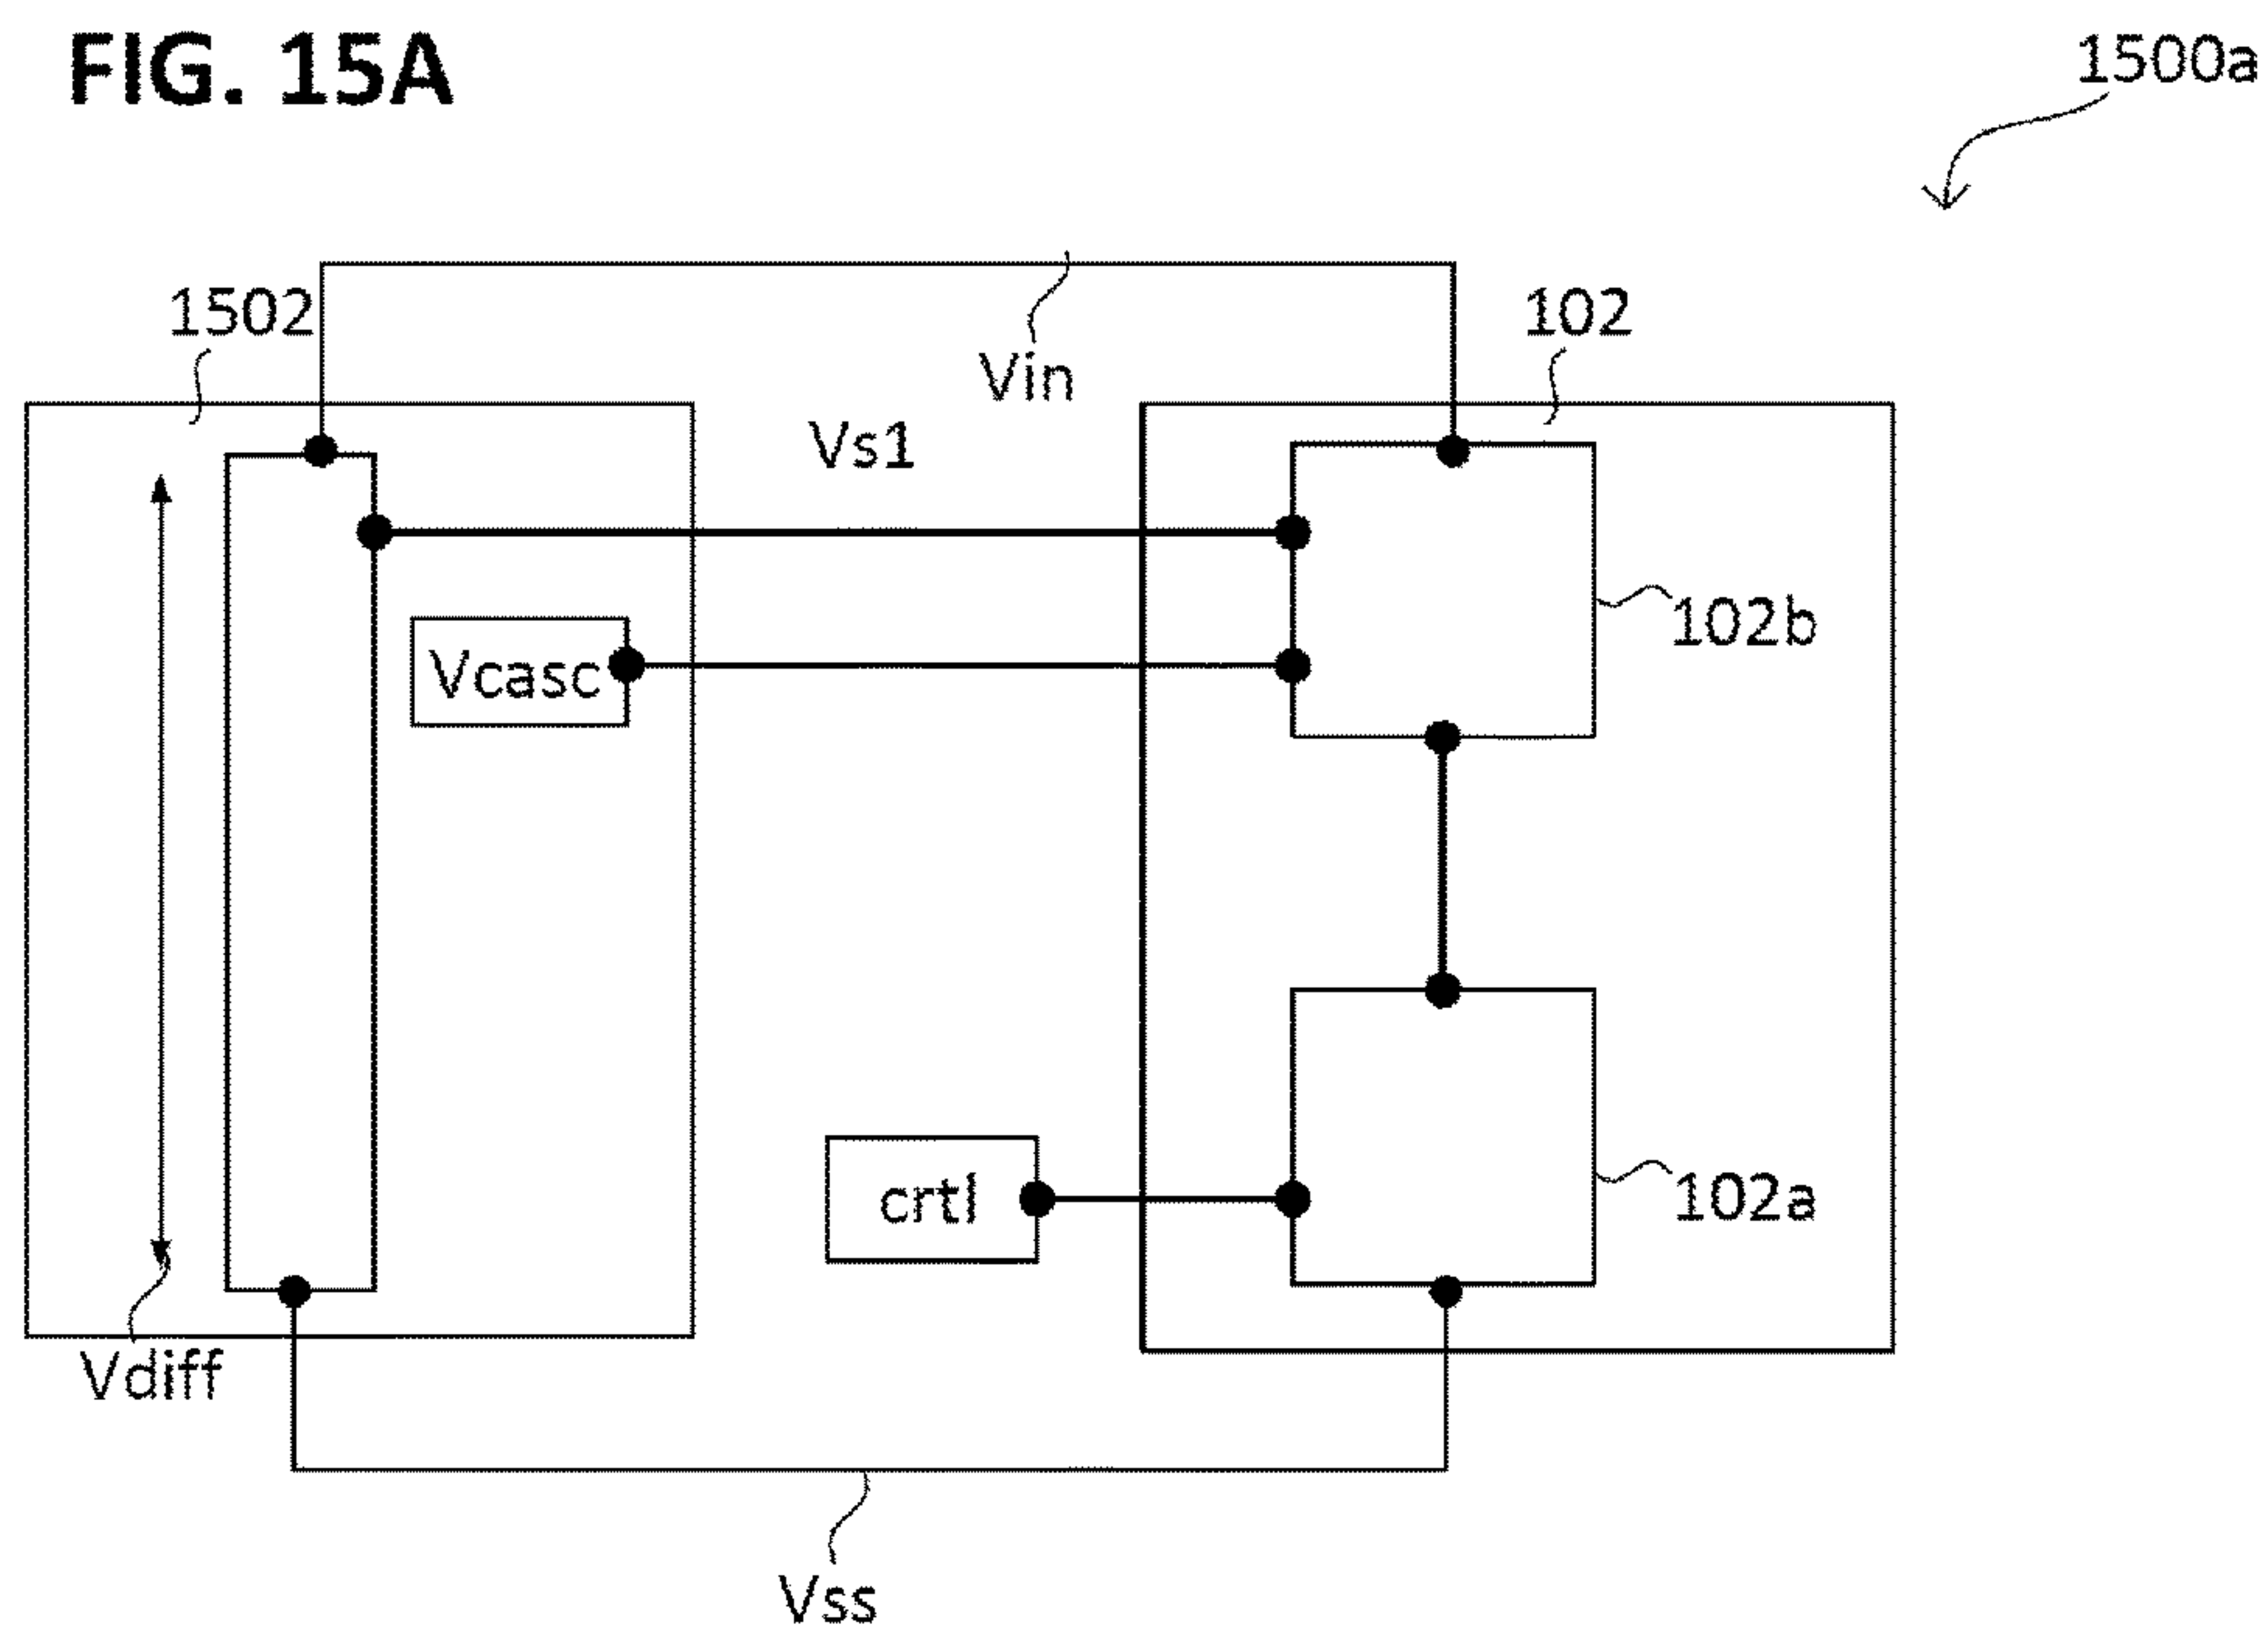 FIG. 15A
1500a
1502
102
Vin
Vs1
Vcasc
102b
crtl
102a
Vdiff
Vss